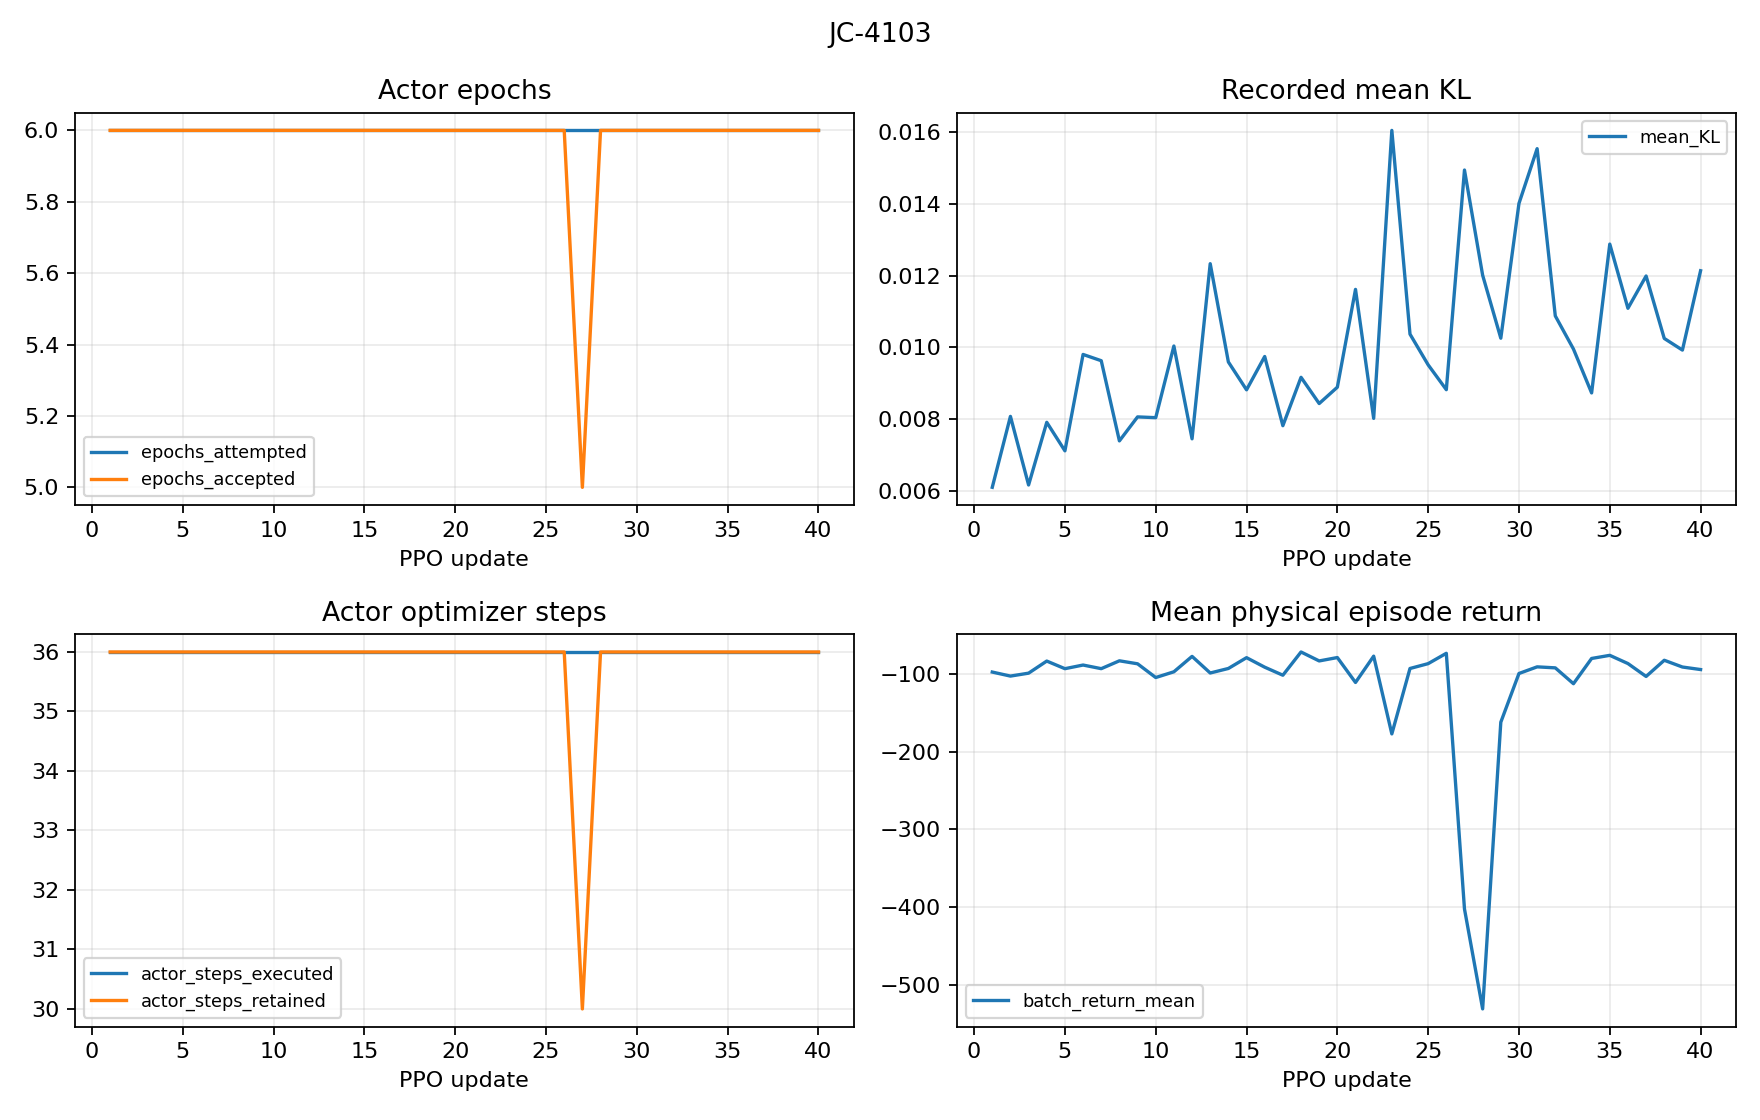 JC-4103
Actor epochs
6.0
5.8
5.6
5.4
5.2
5.0
epochs_attempted
epochs_accepted
0 5 10 15 20 25 30 35 40
PPO update
Recorded mean KL
0.016
0.014
0.012
0.010
0.008
0.006
mean_KL
0 5 10 15 20 25 30 35 40
PPO update
Actor optimizer steps
36
35
34
33
32
31
30
actor_steps_executed
actor_steps_retained
0 5 10 15 20 25 30 35 40
PPO update
Mean physical episode return
−100
−200
−300
−400
−500
batch_return_mean
0 5 10 15 20 25 30 35 40
PPO update